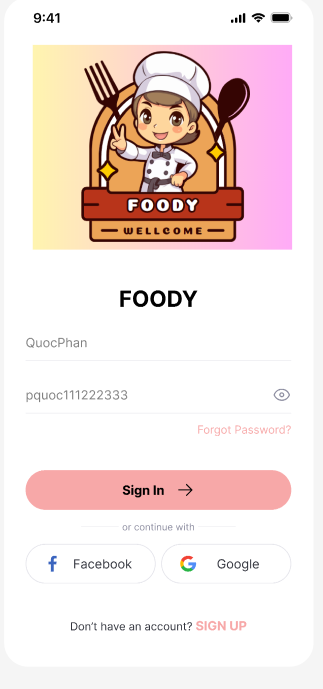 9:41
FOODY
WELLCOME
FOODY
QuocPhan
pquoc111222333
Forgot Password?
Sign In
or continue with
Facebook
Google
Don't have an account? SIGN UP